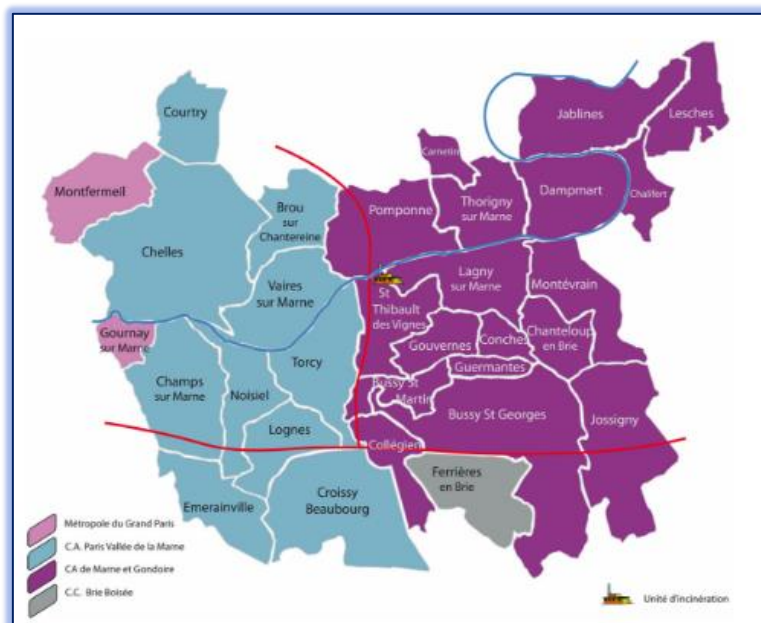 Courtry
Jablines
Lesches
Carnetin
Montfermeil
Dampmart
Chalifert
Brou
sur
Chantereine
Pomponne
Thorigny
sur Marne
Chelles
Vaires
sur Marne
Lagny
sur Marne
Montévrain
St
Thibault
des Vignes
Gournay
sur Marne
Chanteloup
en Brie
Gouvernes
Conches
Torcy
Guermantes
Champs
sur Marne
Noisiel
Bussy St
Martin
Bussy St Georges
Jossigny
Lognes
Collégien
Ferrières
en Brie
Emerainville
Croissy
Beaubourg
Métropole du Grand Paris
C.A. Paris Vallée de la Marne
CA de Marne et Gondoire
C.C. Brie Boisée
Unité d'incinération